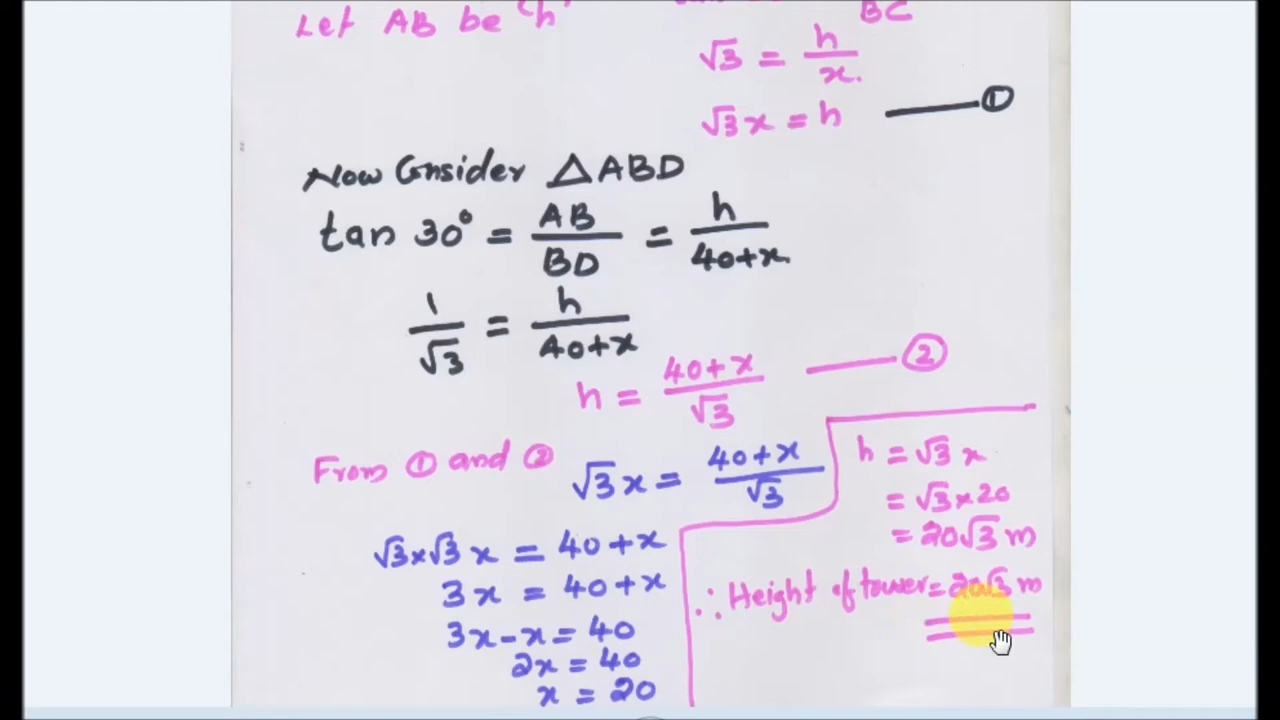 Let AB be 'h'
BC
√3 = h/x
√3x = h —— ①
Now Consider △ABD
tan 30° = AB/BD = h/40+x
1/√3 = h/40+x
h = 40+x/√3 —— ②
From ① and ② √3x = 40+x/√3
√3×√3 x = 40+x
3x = 40+x
3x-x = 40
2x = 40
x = 20
h = √3 x
= √3×20
= 20√3 m
∴ Height of tower = 20√3 m